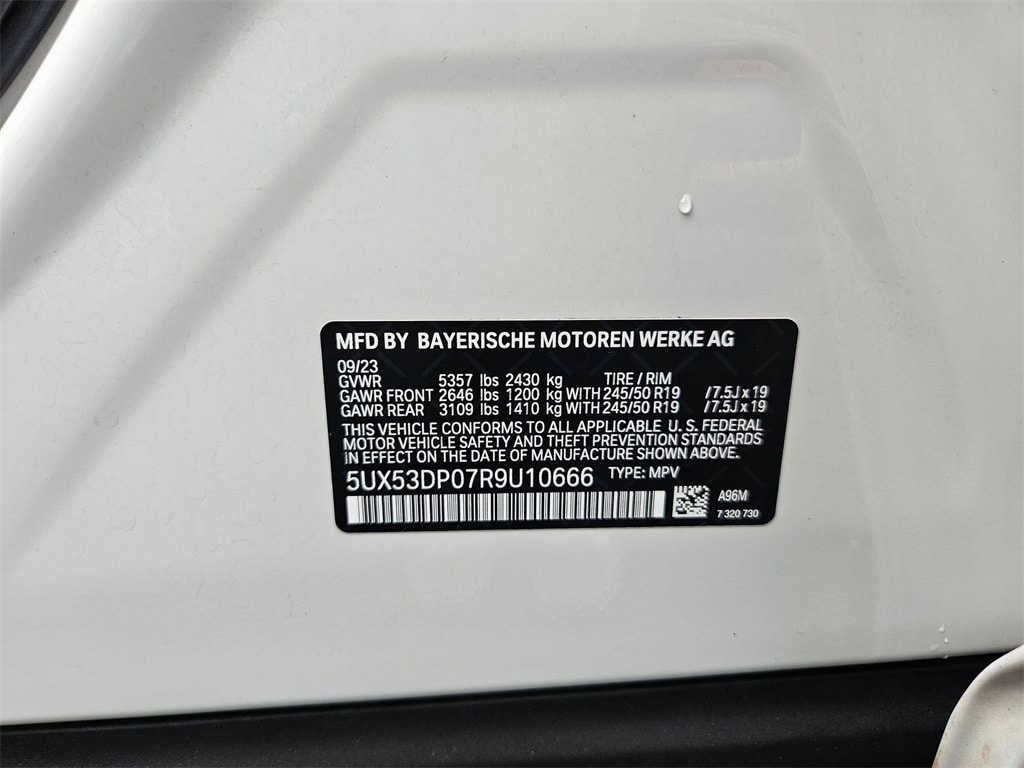 MFD BY BAYERISCHE MOTOREN WERKE AG
09/23
GVWR 5357 lbs 2430 kg TIRE / RIM
GAWR FRONT 2646 lbs 1200 kg WITH 245/50 R19 /7.5J x 19
GAWR REAR 3109 lbs 1410 kg WITH 245/50 R19 /7.5J x 19
THIS VEHICLE CONFORMS TO ALL APPLICABLE U. S. FEDERAL
MOTOR VEHICLE SAFETY AND THEFT PREVENTION STANDARDS
IN EFFECT ON THE DATE OF MANUFACTURE SHOWN ABOVE.
5UX53DP07R9U10666 TYPE: MPV
A96M
7 320 730